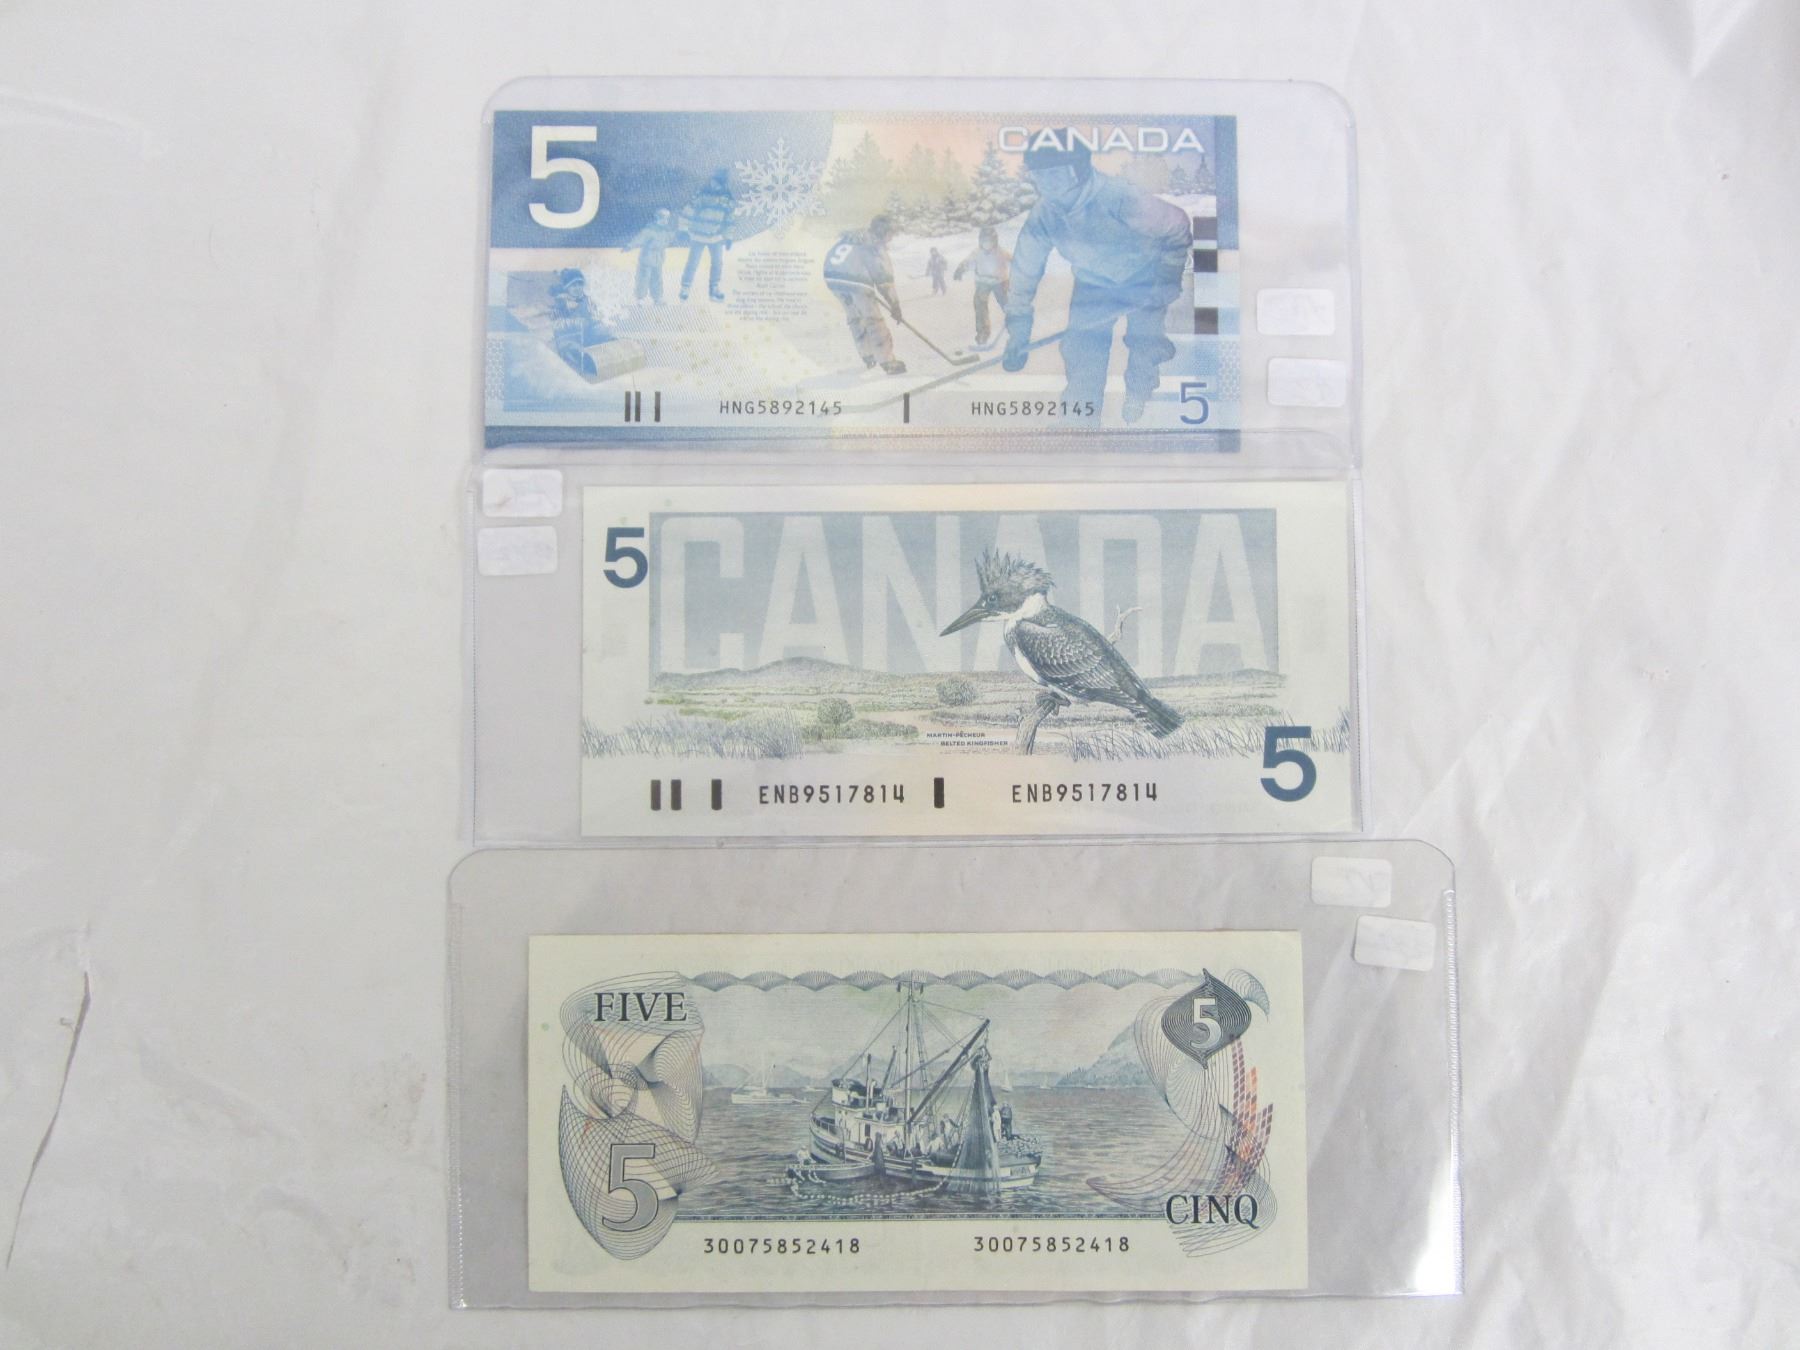 5
CANADA
HNG5892145
HNG5892145
5
5
CANADA
MARTIN-PÊCHEUR
BELTED KINGFISHER
ENB9517814
ENB9517814
5
FIVE
5
5
CINQ
30075852418
30075852418